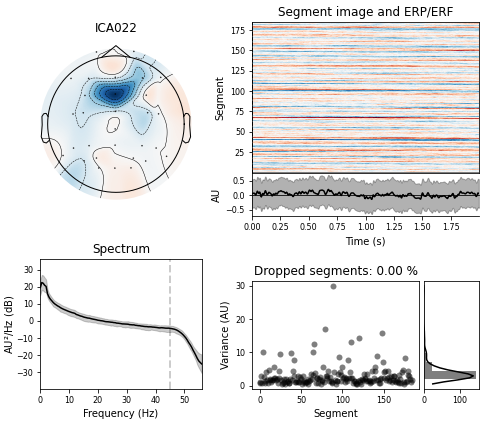 ICA022
Segment image and ERP/ERF
Segment
175
150
125
100
75
50
25
AU
0.5
0.0
−0.5
0.00 0.25 0.50 0.75 1.00 1.25 1.50 1.75
Time (s)
Spectrum
AU²/Hz (dB)
30
20
10
0
−10
−20
−30
0 10 20 30 40 50
Frequency (Hz)
Dropped segments: 0.00 %
Variance (AU)
30
20
10
0
0 50 100 150
Segment
0 100